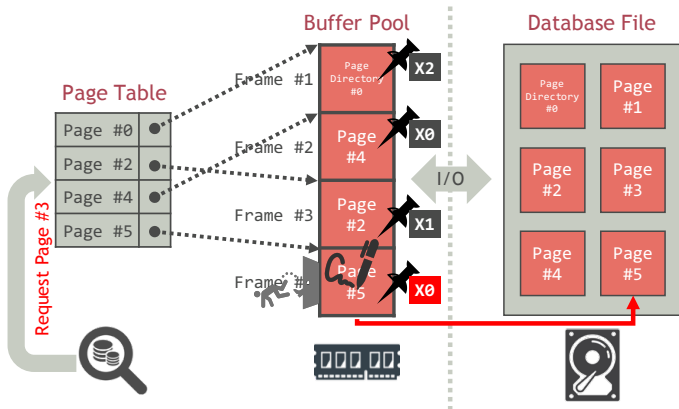 Buffer Pool
Database File
Page Table
Frame #1
Page
Directory
#0
X2
Page #0
Page #2
Page #4
Page #5
Frame #2
Page
#4
X0
Frame #3
Page
#2
X1
Frame #
Page
#5
X0
I/O
Page
Directory
#0
Page
#1
Page
#2
Page
#3
Page
#4
Page
#5
Request Page #3